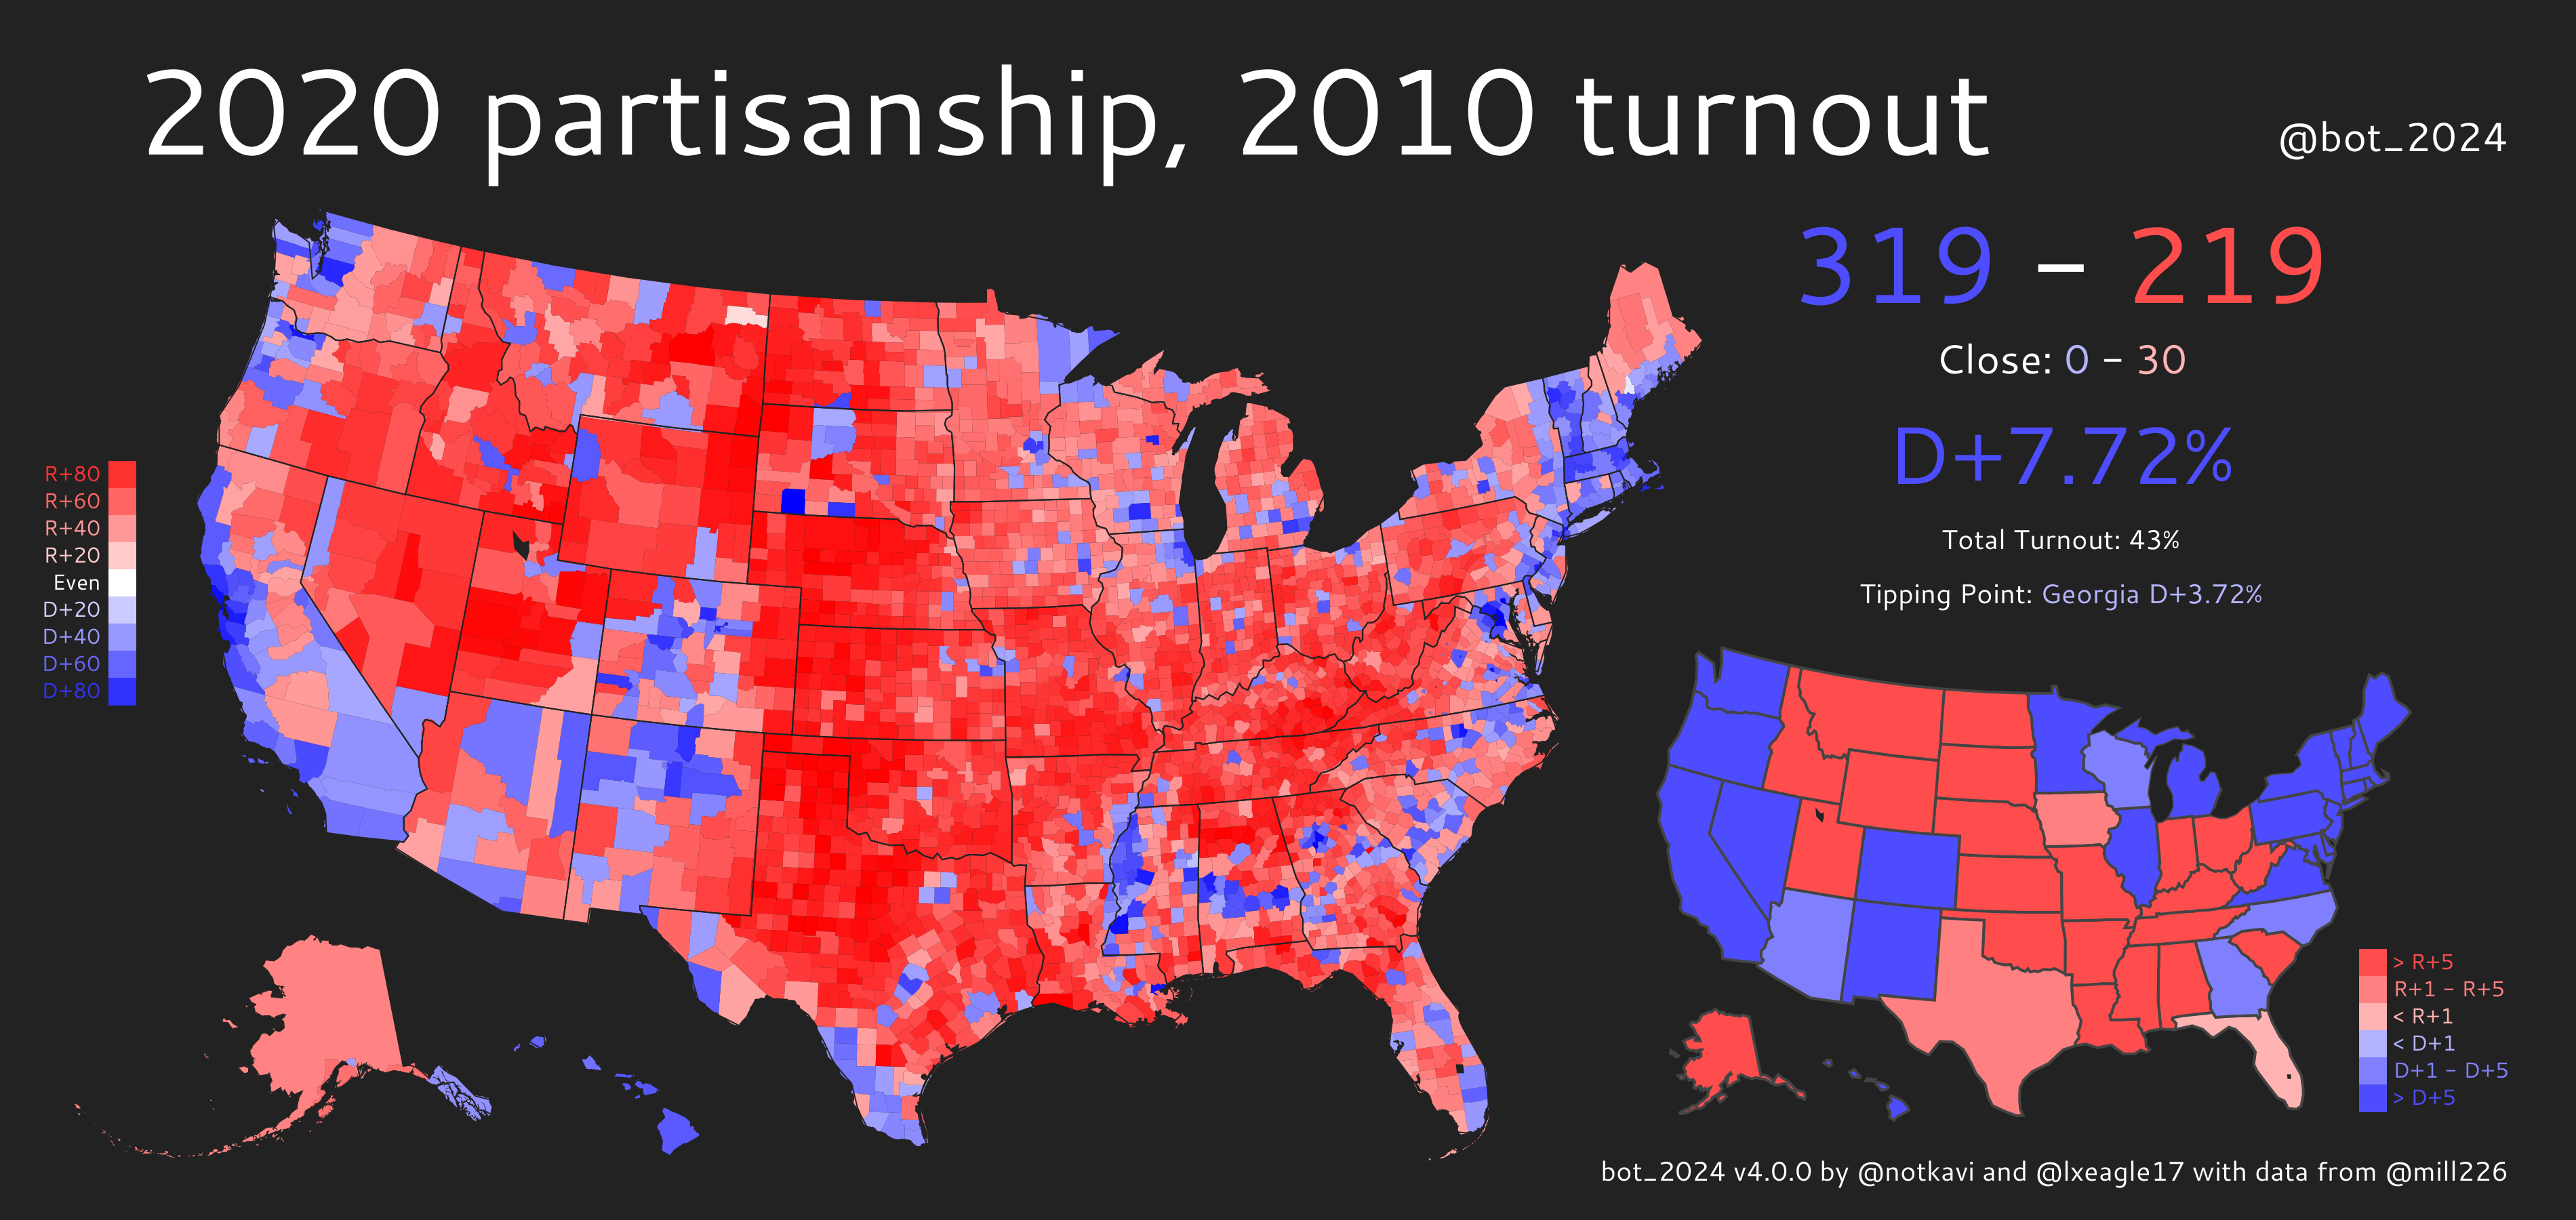 2020 partisanship, 2010 turnout
@bot_2024
319 – 219
Close: 0 – 30
D+7.72%
Total Turnout: 43%
Tipping Point: Georgia D+3.72%
R+80
R+60
R+40
R+20
Even
D+20
D+40
D+60
D+80
> R+5
R+1 – R+5
< R+1
< D+1
D+1 – D+5
> D+5
bot_2024 v4.0.0 by @notkavi and @lxeagle17 with data from @mill226